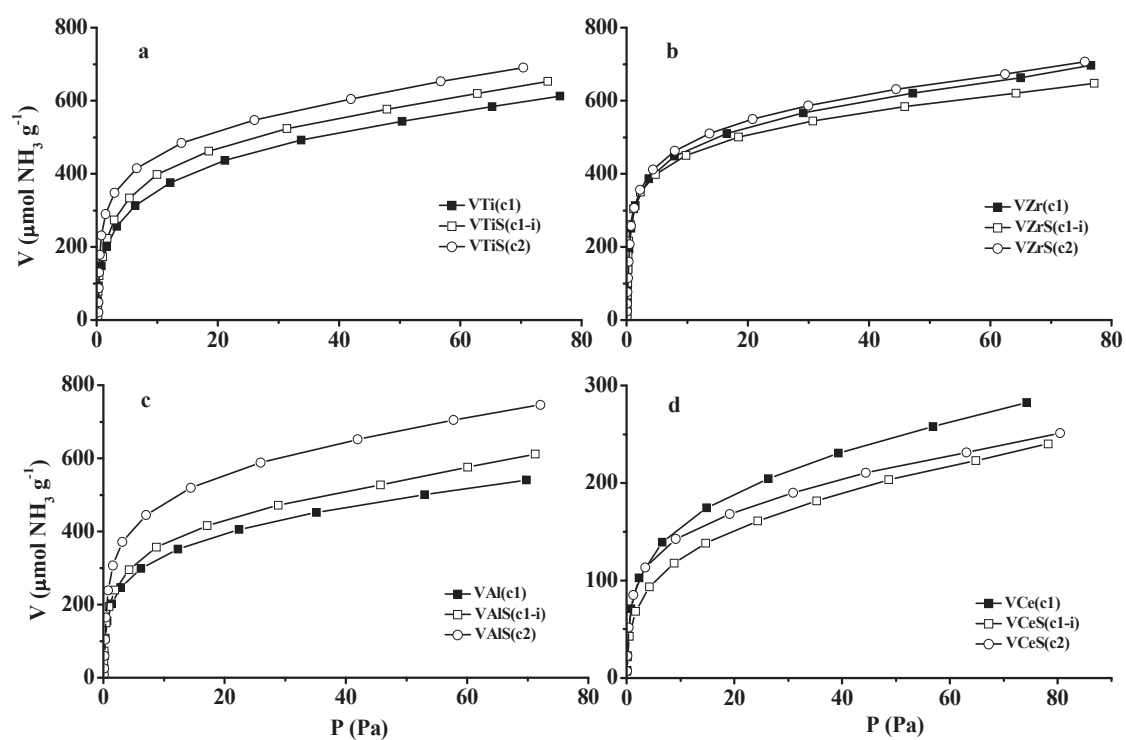 800
600
400
200
0
V (μmol NH₃ g⁻¹)
a
VTi(c1)
VTiS(c1-i)
VTiS(c2)
0 20 40 60 80
800
600
400
200
0
b
VZr(c1)
VZrS(c1-i)
VZrS(c2)
0 20 40 60 80
800
600
400
200
0
V (μmol NH₃ g⁻¹)
c
VAl(c1)
VAlS(c1-i)
VAlS(c2)
0 20 40 60 80
P (Pa)
300
200
100
0
d
VCe(c1)
VCeS(c1-i)
VCeS(c2)
0 20 40 60 80
P (Pa)